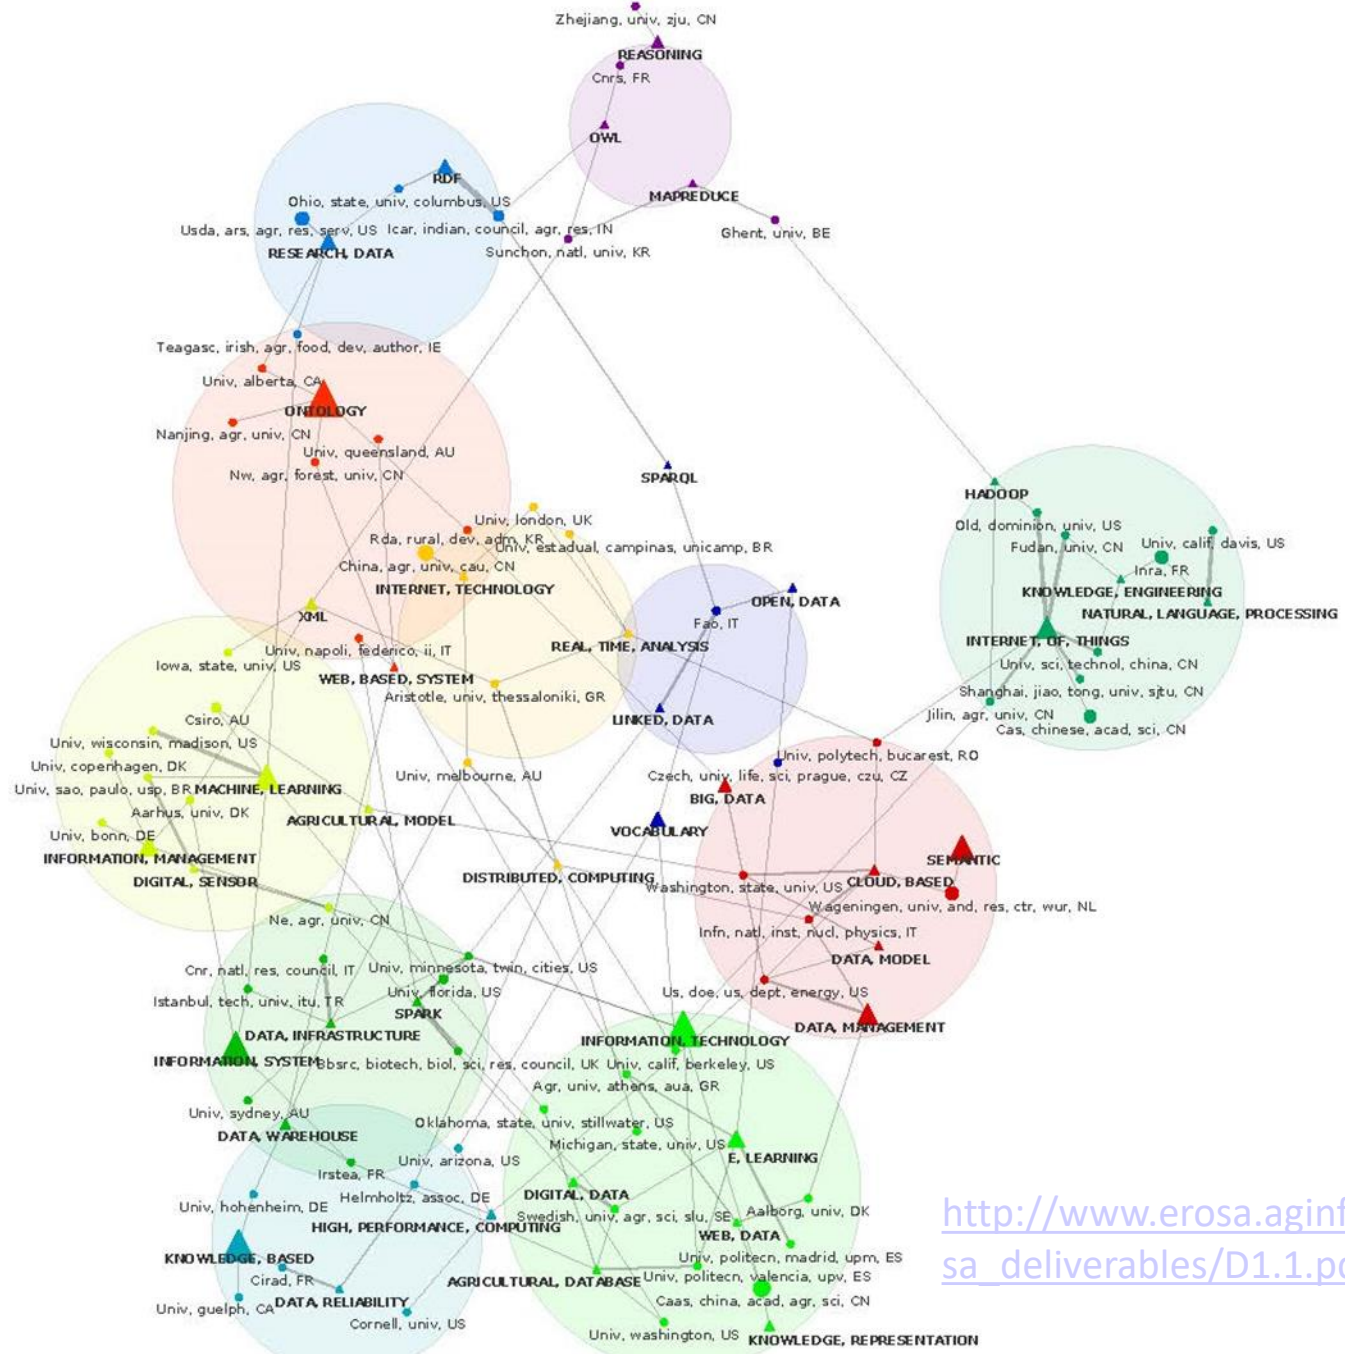 Zhejiang, univ, zju, CN
REASONING
Cnrs, FR
OWL
RDF
MAPREDUCE
Ohio, state, univ, columbus, US
Usda, ars, agr, res, serv, US
Icar, indian, council, agr, res, IN
Ghent, univ, BE
RESEARCH, DATA
Sunchon, natl, univ, KR
Teagasc, irish, agr, food, dev, author, IE
Univ, alberta, CA
ONTOLOGY
Nanjing, agr, univ, CN
Univ, queensland, AU
Nw, agr, forest, univ, CN
SPARQL
HADOOP
Univ, london, UK
Old, dominion, univ, US
Rda, rural, dev, adm, KR
Univ, estadual, campinas, unicamp, BR
Fudan, univ, CN
Univ, calif, davis, US
China, agr, univ, cau, CN
Inra, FR
INTERNET, TECHNOLOGY
KNOWLEDGE, ENGINEERING
OPEN, DATA
XML
NATURAL, LANGUAGE, PROCESSING
Fao, IT
INTERNET, OF, THINGS
Univ, napoli, federico, ii, IT
REAL, TIME, ANALYSIS
Iowa, state, univ, US
Univ, sci, technol, china, CN
WEB, BASED, SYSTEM
Aristotle, univ, thessaloniki, GR
Shanghai, jiao, tong, univ, sjtu, CN
Jilin, agr, univ, CN
Csiro, AU
LINKED, DATA
Cas, chinese, acad, sci, CN
Univ, wisconsin, madison, US
Univ, polytech, bucarest, RO
Univ, copenhagen, DK
Univ, melbourne, AU
Czech, univ, life, sci, prague, czu, CZ
Univ, sao, paulo, usp, BR
MACHINE, LEARNING
BIG, DATA
Aarhus, univ, DK
AGRICULTURAL, MODEL
Univ, bonn, DE
VOCABULARY
INFORMATION, MANAGEMENT
SEMANTIC
DIGITAL, SENSOR
DISTRIBUTED, COMPUTING
Washington, state, univ, US
CLOUD, BASED
Wageningen, univ, and, res, ctr, wur, NL
Ne, agr, univ, CN
Infn, natl, inst, nucl, physics, IT
DATA, MODEL
Cnr, natl, res, council, IT
Univ, minnesota, twin, cities, US
Us, doe, us, dept, energy, US
Istanbul, tech, univ, itu, TR
Univ, florida, US
SPARK
DATA, MANAGEMENT
DATA, INFRASTRUCTURE
INFORMATION, TECHNOLOGY
INFORMATION, SYSTEM
Bbsrc, biotech, biol, sci, res, council, UK
Univ, calif, berkeley, US
Agr, univ, athens, aua, GR
Univ, sydney, AU
Oklahoma, state, univ, stillwater, US
DATA, WAREHOUSE
Michigan, state, univ, US
Univ, arizona, US
E, LEARNING
Irstea, FR
Helmholtz, assoc, DE
DIGITAL, DATA
Univ, hohenheim, DE
Aalborg, univ, DK
Swedish, univ, agr, sci, slu, SE
HIGH, PERFORMANCE, COMPUTING
WEB, DATA
KNOWLEDGE, BASED
Univ, politecn, madrid, upm, ES
Cirad, FR
AGRICULTURAL, DATABASE
Univ, politecn, valencia, upv, ES
DATA, RELIABILITY
Caas, china, acad, agr, sci, CN
Univ, guelph, CA
Cornell, univ, US
Univ, washington, US
KNOWLEDGE, REPRESENTATION
http://www.erosa.aginf
sa_deliverables/D1.1.p